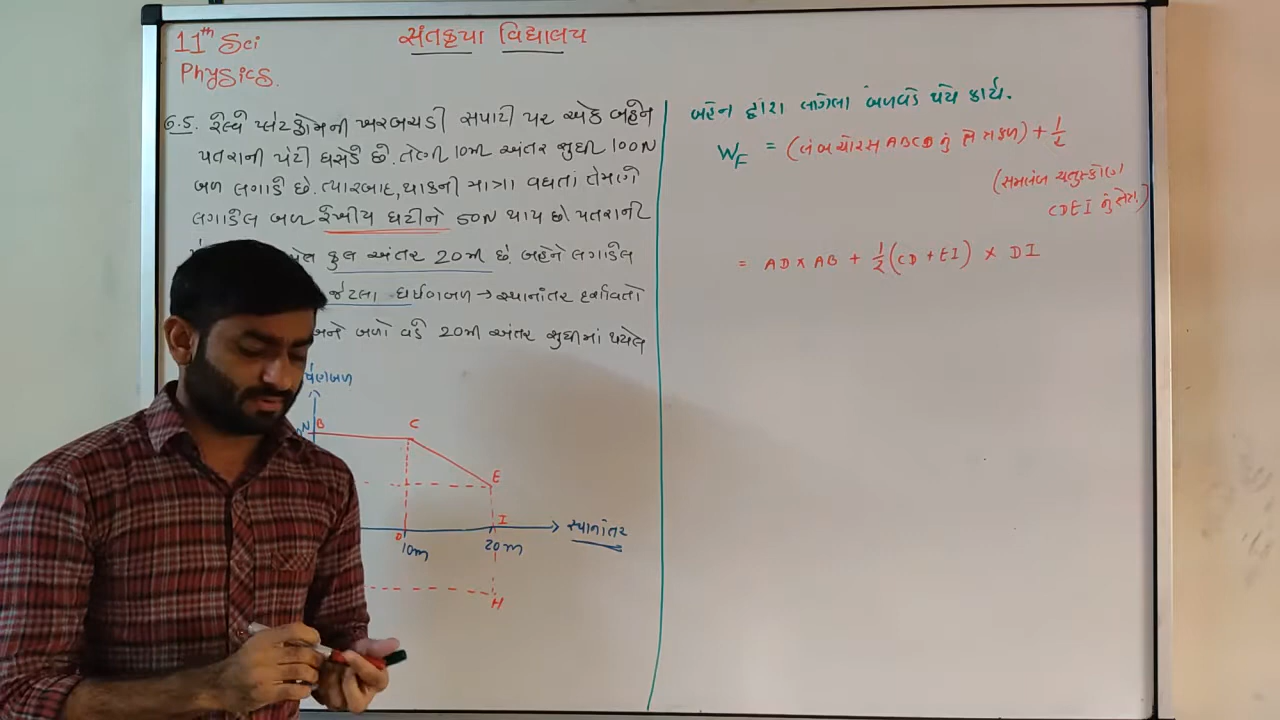 11th Sci
Physics.
સંતકૃપા વિદ્યાલય
6.5. રેલ્વે પ્લેટફોર્મની ખરબચડી સપાટી પર એક બહેન
પતરાની પેટી ઘસેડે છે. તેણી 10m અંતર સુધી 100N
બળ લગાડે છે. ત્યારબાદ, થાકની માત્રા વધતાં તેમણે
લગાડેલ બળ રેખીય ઘટીને 50N થાય છે. પતરાની
કુલ અંતર 20m છે. બહેને લગાડેલ
જેટલા ઘર્ષણબળ → સ્થાનાંતર દર્શાવતો
બળો વડે 20m અંતર સુધીમાં થયેલ
B
C
E
I
D
10m
20m
સ્થાનાંતર
H
બહેન દ્વારા લાગેલા બળવડે થયે કાર્ય.
WF = (લંબચોરસ ABCD નું ક્ષેત્રફળ) + 1/2
(સમલંબ ચતુષ્કોણ
CDEI નું ક્ષેત્ર.)
= AD × AB + 1/2 (CD + EI) × DI